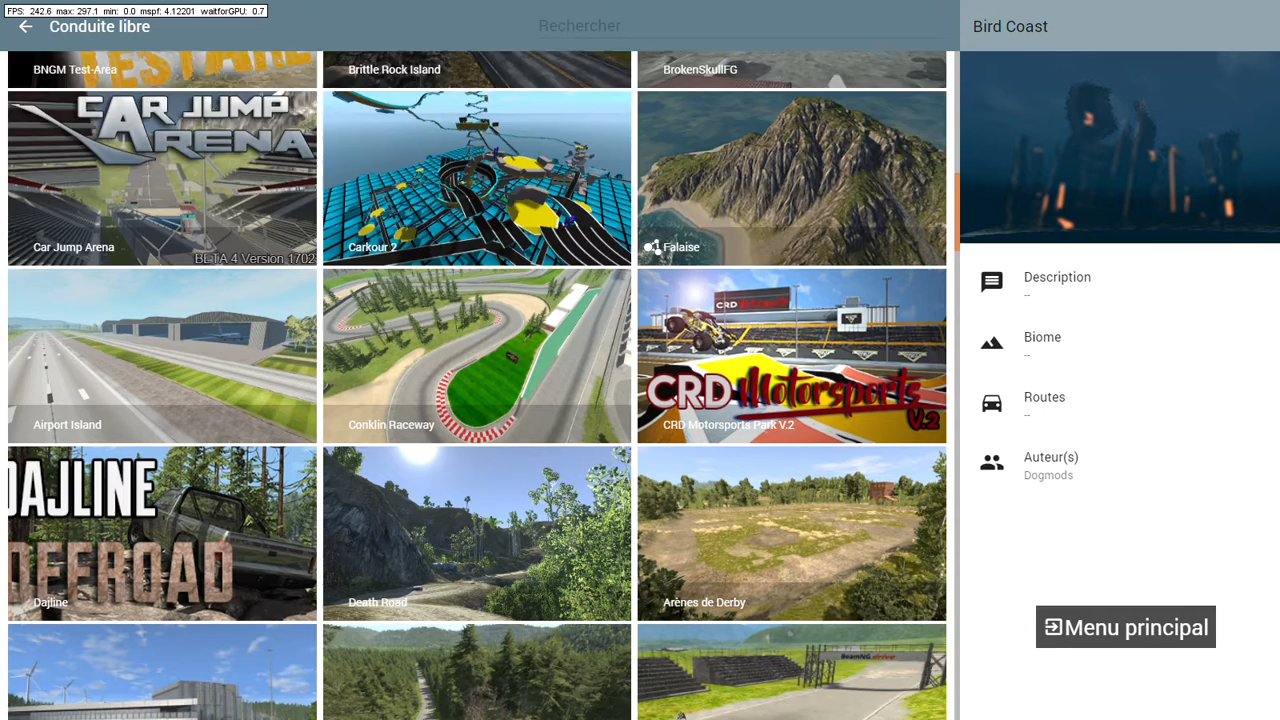 FPS: 242.6 max: 297.1 min: 0.0 mspf: 4.12201 waitforGPU: 0.7
Conduite libre
Rechercher
Bird Coast
BNGM Test-Area
Brittle Rock Island
BrokenSkullFG
CAR JUMP
ARENA
Car Jump Arena
BETA 4 Version 1702
Carkour 2
Falaise
Airport Island
Conklin Raceway
CRD Motorsports
V.2
CRD Motorsports Park V.2
DAJLINE
OFFROAD
Dajline
Death Road
Arènes de Derby
Description
--
Biome
--
Routes
--
Auteur(s)
Dogmods
Menu principal